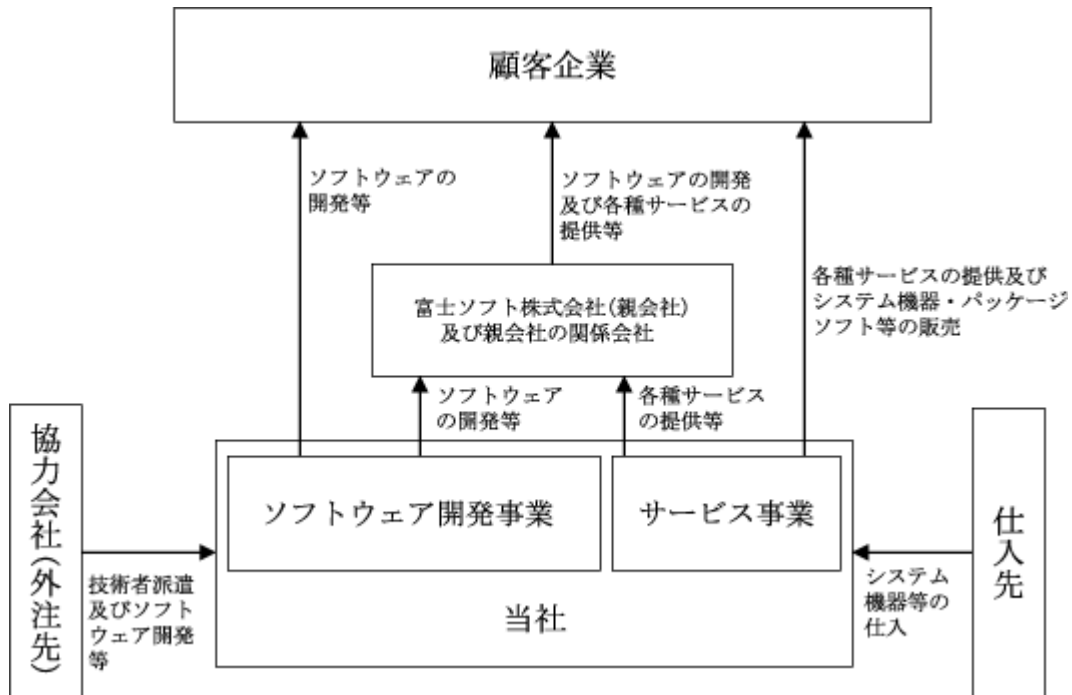 顧客企業
ソフトウェアの
開発等
ソフトウェアの開発
及び各種サービスの
提供等
各種サービスの提供及び
システム機器・パッケージ
ソフト等の販売
富士ソフト株式会社(親会社)
及び親会社の関係会社
ソフトウェア
の開発等
各種サービス
の提供等
協力会社(外注先)
ソフトウェア開発事業
サービス事業
仕入先
技術者派遣
及びソフト
ウェア開発
等
システム
機器等の
仕入
当社